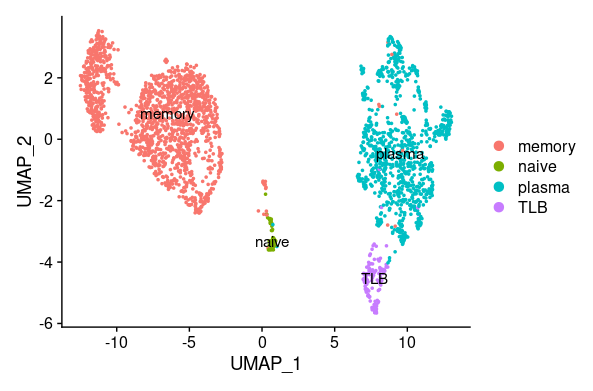 2
0
-2
-4
-6
UMAP_2
-10
-5
0
5
10
UMAP_1
memory
plasma
naive
TLB
memory
naive
plasma
TLB